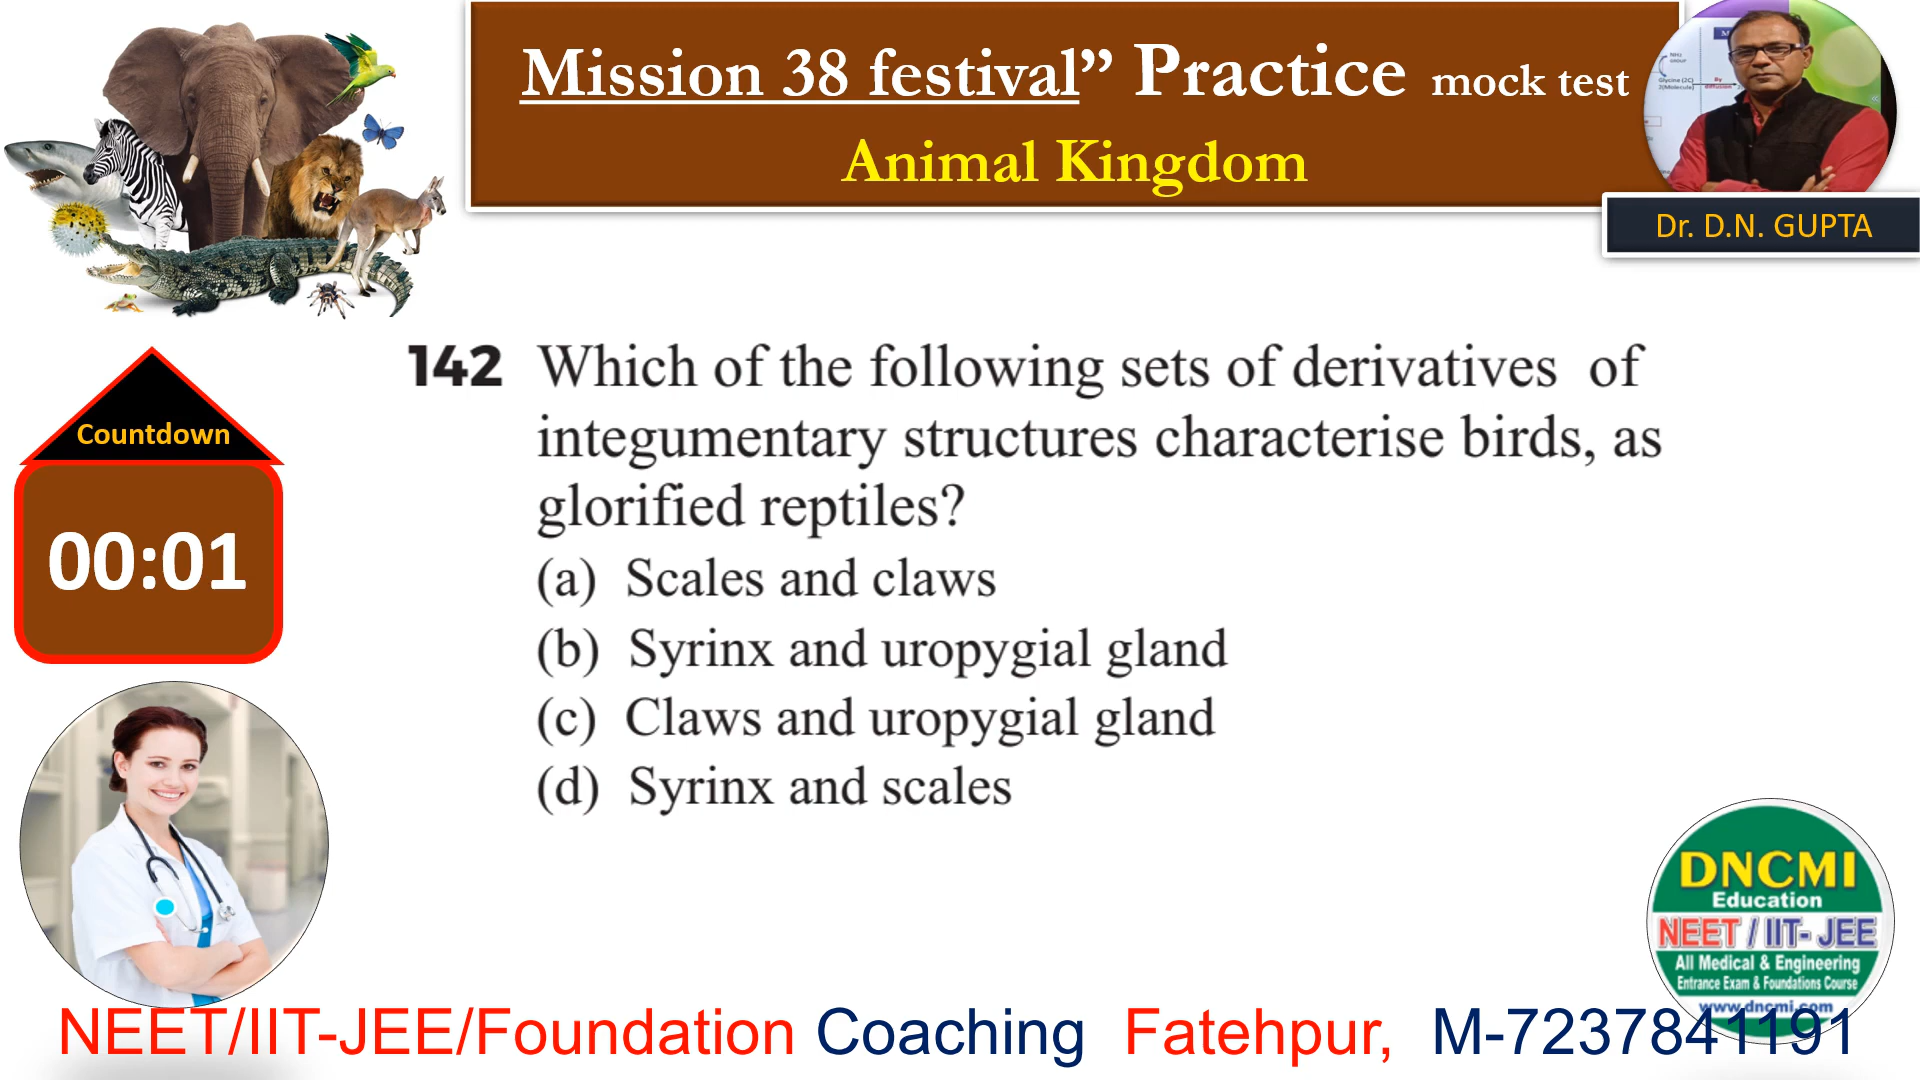 Mission 38 festival” Practice mock test
Animal Kingdom
Dr. D.N. GUPTA
142 Which of the following sets of derivatives of
integumentary structures characterise birds, as
glorified reptiles?
(a) Scales and claws
(b) Syrinx and uropygial gland
(c) Claws and uropygial gland
(d) Syrinx and scales
Countdown
00:01
DNCMI
Education
NEET / IIT- JEE
All Medical & Engineering
Entrance Exam & Foundations Course
www.dncmi.com
NEET/IIT-JEE/Foundation Coaching Fatehpur, M-7237841191